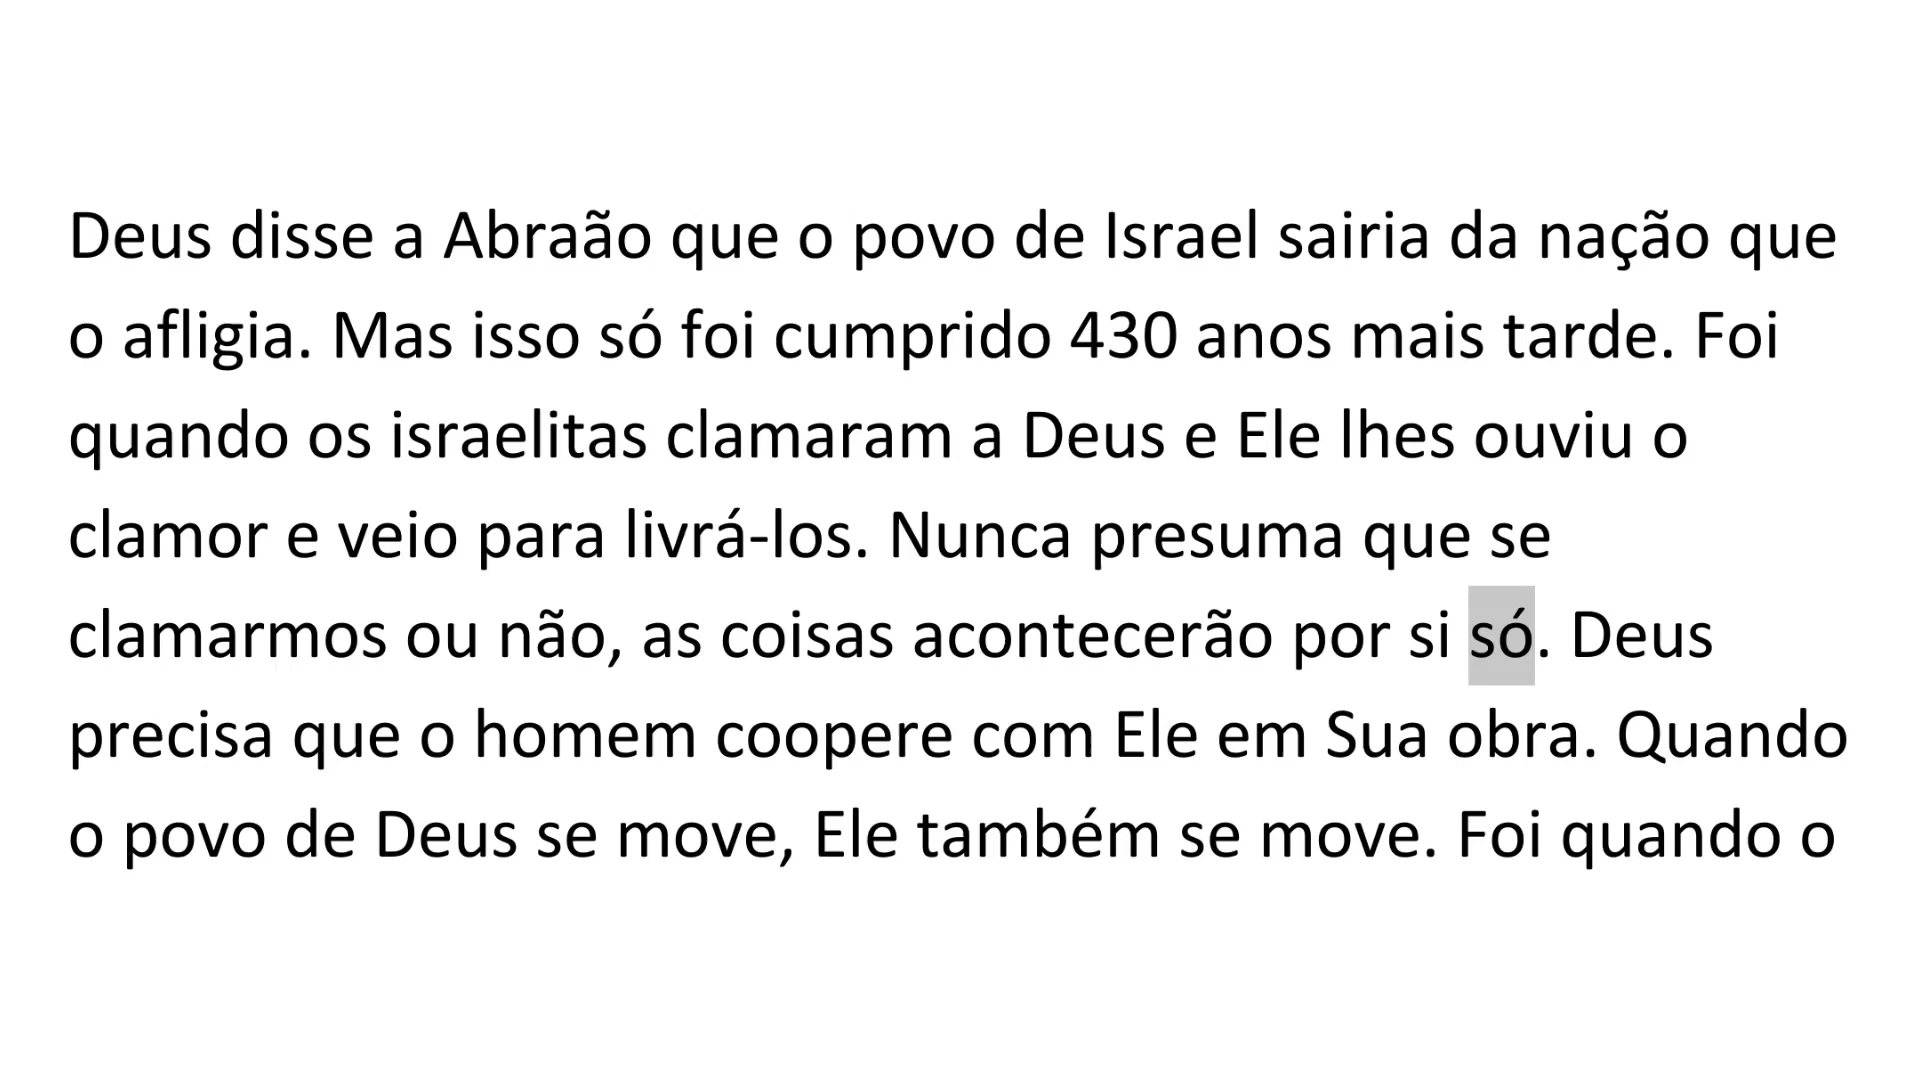 Deus disse a Abraão que o povo de Israel sairia da nação que
o afligia. Mas isso só foi cumprido 430 anos mais tarde. Foi
quando os israelitas clamaram a Deus e Ele lhes ouviu o
clamor e veio para livrá-los. Nunca presuma que se
clamarmos ou não, as coisas acontecerão por si só. Deus
precisa que o homem coopere com Ele em Sua obra. Quando
o povo de Deus se move, Ele também se move. Foi quando o